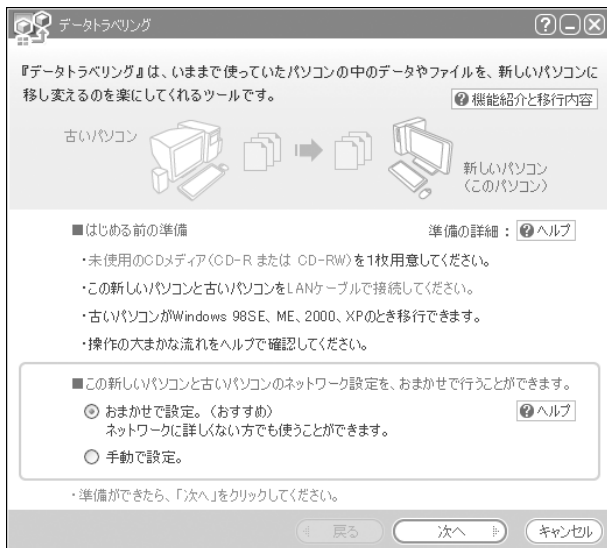 データトラベリング
『データトラベリング』は、いままで使っていたパソコンの中のデータやファイルを、新しいパソコンに
移し変えるのを楽にしてくれるツールです。
?機能紹介と移行内容
古いパソコン
新しいパソコン
(このパソコン)
■はじめる前の準備
準備の詳細：?ヘルプ
・未使用のCDメディア(CD-R または CD-RW)を1枚用意してください。
・この新しいパソコンと古いパソコンをLANケーブルで接続してください。
・古いパソコンがWindows 98SE、ME、2000、XPのとき移行できます。
・操作の大まかな流れをヘルプで確認してください。
■この新しいパソコンと古いパソコンのネットワーク設定を、おまかせで行うことができます。
おまかせで設定。(おすすめ)
?ヘルプ
ネットワークに詳しくない方でも使うことができます。
手動で設定。
・準備ができたら、「次へ」をクリックしてください。
戻る
次へ
キャンセル